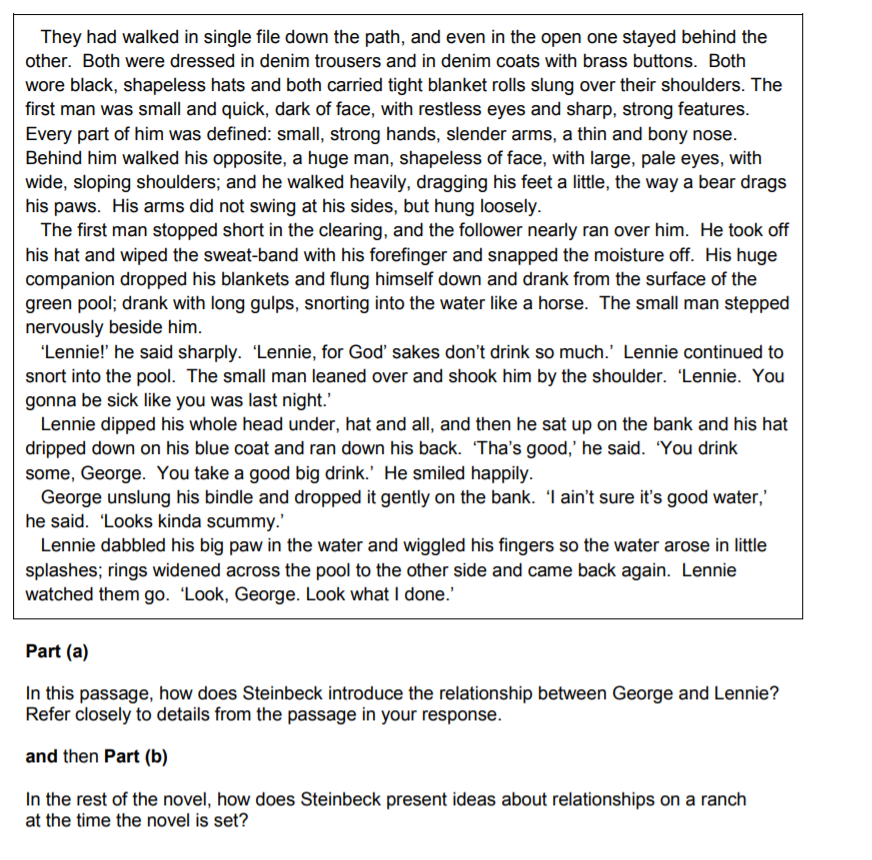 They had walked in single file down the path, and even in the open one stayed behind the
other.  Both were dressed in denim trousers and in denim coats with brass buttons.  Both
wore black, shapeless hats and both carried tight blanket rolls slung over their shoulders. The
first man was small and quick, dark of face, with restless eyes and sharp, strong features.
Every part of him was defined: small, strong hands, slender arms, a thin and bony nose.
Behind him walked his opposite, a huge man, shapeless of face, with large, pale eyes, with
wide, sloping shoulders; and he walked heavily, dragging his feet a little, the way a bear drags
his paws.  His arms did not swing at his sides, but hung loosely.
The first man stopped short in the clearing, and the follower nearly ran over him.  He took off
his hat and wiped the sweat-band with his forefinger and snapped the moisture off.  His huge
companion dropped his blankets and flung himself down and drank from the surface of the
green pool; drank with long gulps, snorting into the water like a horse.  The small man stepped
nervously beside him.
‘Lennie!’ he said sharply.  ‘Lennie, for God’ sakes don’t drink so much.’  Lennie continued to
snort into the pool.  The small man leaned over and shook him by the shoulder.  ‘Lennie.  You
gonna be sick like you was last night.’
Lennie dipped his whole head under, hat and all, and then he sat up on the bank and his hat
dripped down on his blue coat and ran down his back.  ‘Tha’s good,’ he said.  ‘You drink
some, George.  You take a good big drink.’  He smiled happily.
George unslung his bindle and dropped it gently on the bank.  ‘I ain’t sure it’s good water,’
he said.  ‘Looks kinda scummy.’
Lennie dabbled his big paw in the water and wiggled his fingers so the water arose in little
splashes; rings widened across the pool to the other side and came back again.  Lennie
watched them go.  ‘Look, George. Look what I done.’
Part (a)
In this passage, how does Steinbeck introduce the relationship between George and Lennie?
Refer closely to details from the passage in your response.
and then Part (b)
In the rest of the novel, how does Steinbeck present ideas about relationships on a ranch
at the time the novel is set?